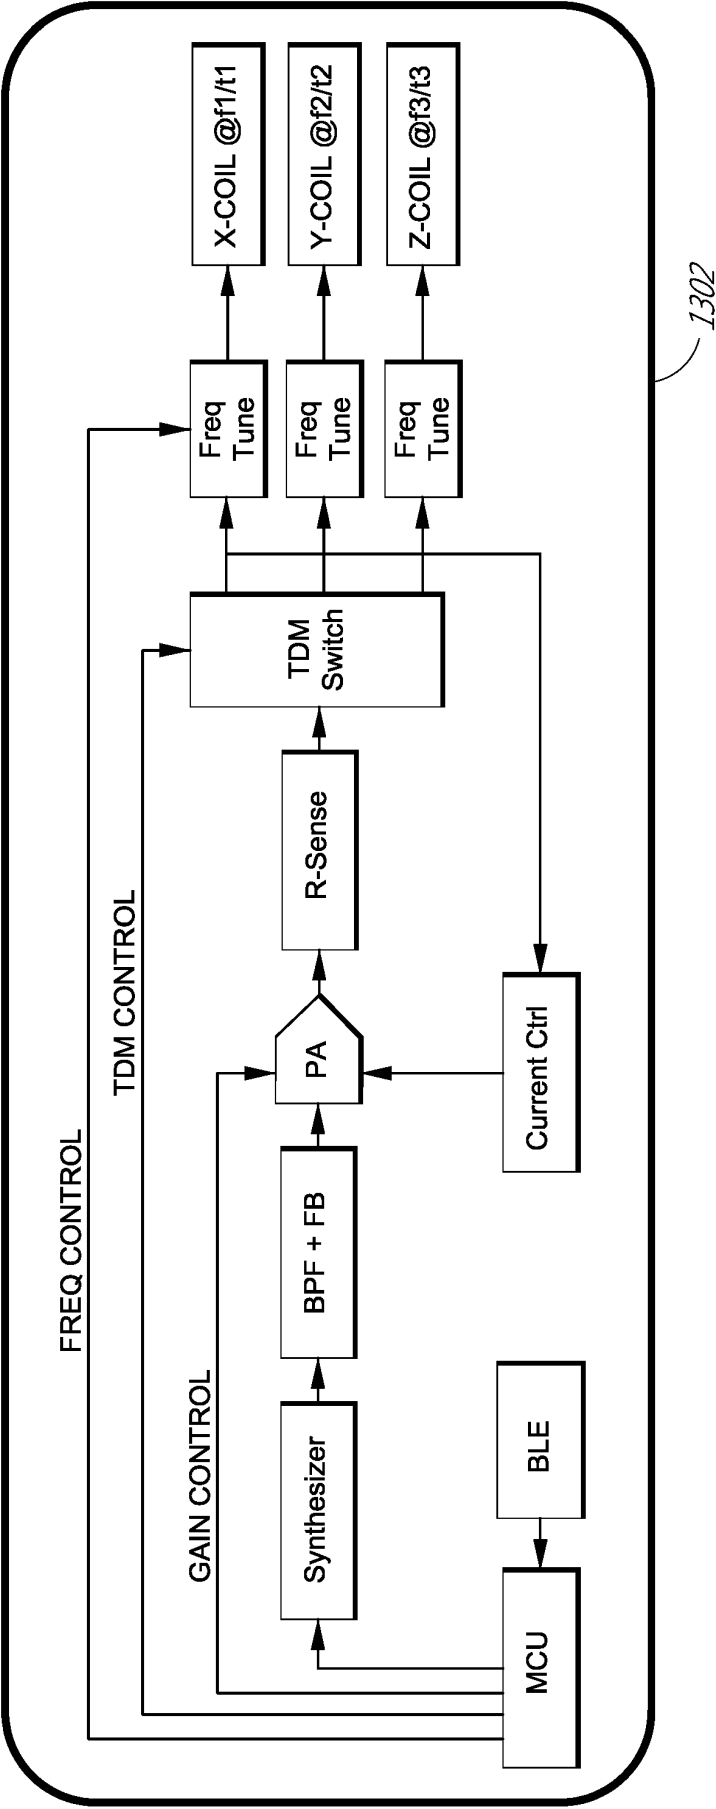 FREQ CONTROL
TDM CONTROL
GAIN CONTROL
Synthesizer
BPF + FB
PA
R-Sense
TDM
Switch
Freq
Tune
X-COIL @f1/t1
Freq
Tune
Y-COIL @f2/t2
Freq
Tune
Z-COIL @f3/t3
MCU
BLE
Current Ctrl
1302